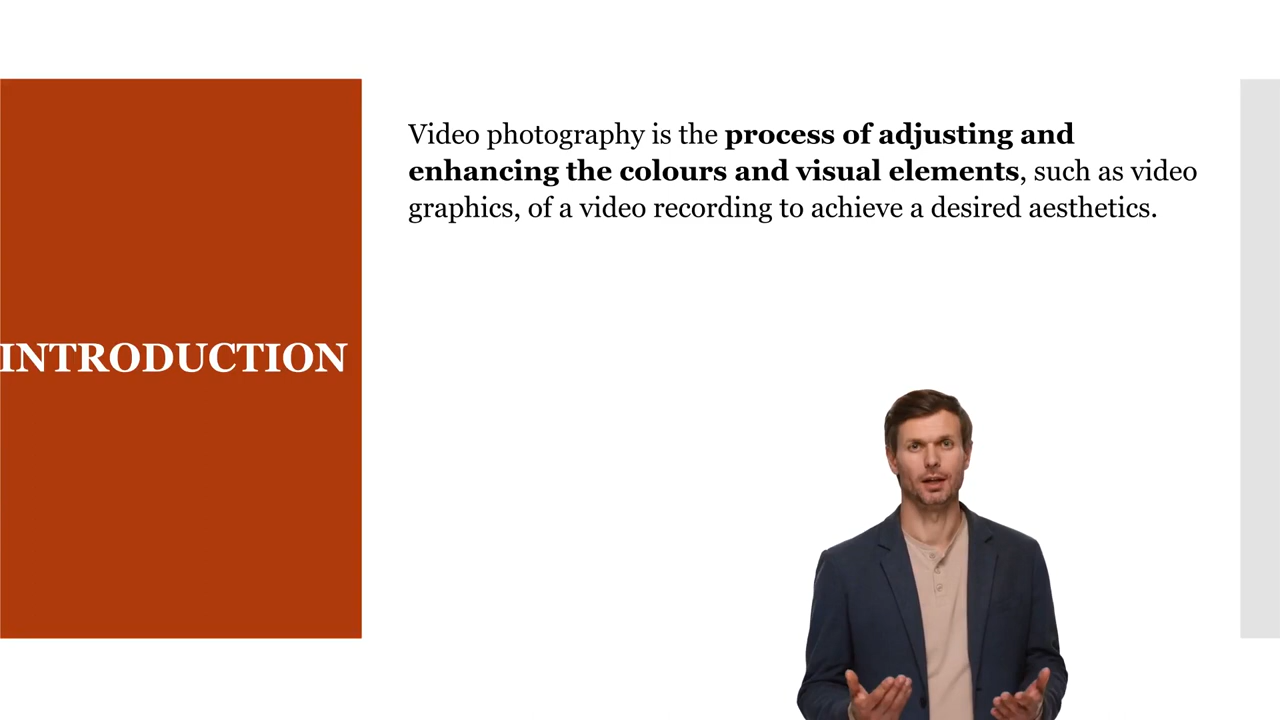 INTRODUCTION
Video photography is the process of adjusting and
enhancing the colours and visual elements, such as video
graphics, of a video recording to achieve a desired aesthetics.